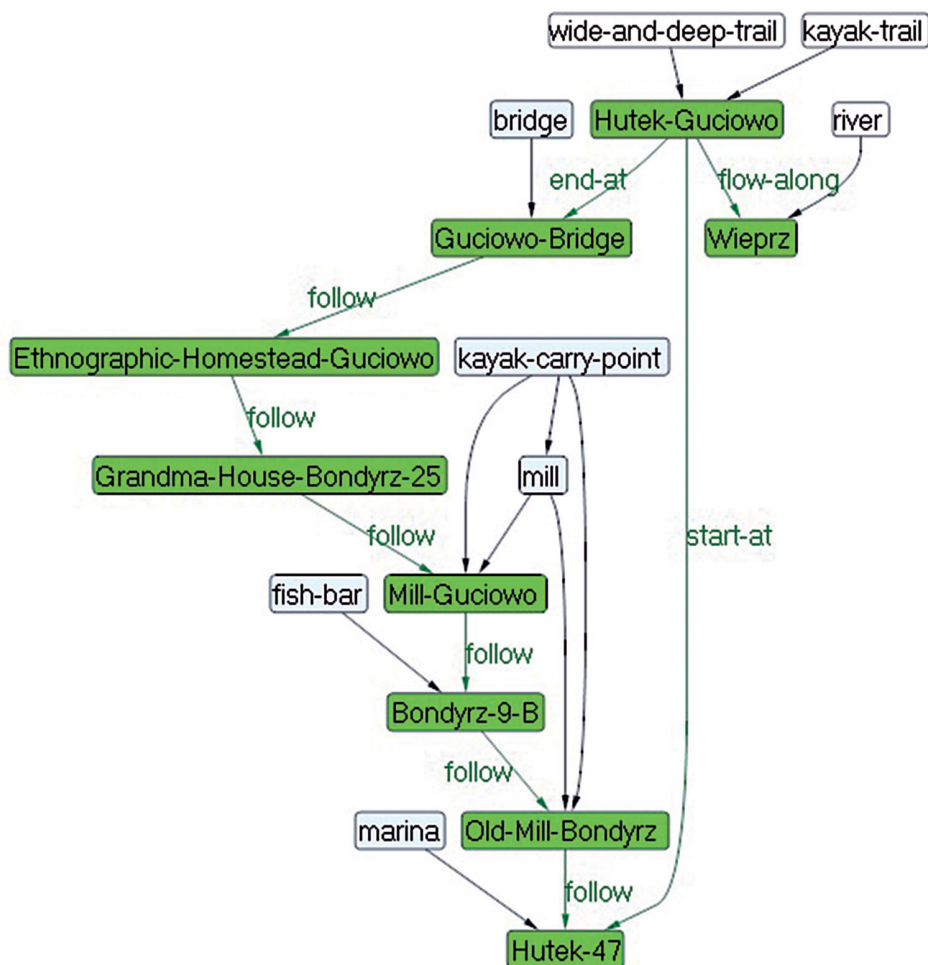 wide-and-deep-trail
kayak-trail
bridge
Hutek-Guciowo
river
end-at
flow-along
Guciowo-Bridge
Wieprz
follow
Ethnographic-Homestead-Guciowo
kayak-carry-point
follow
Grandma-House-Bondyrz-25
mill
follow
start-at
fish-bar
Mill-Guciowo
follow
Bondyrz-9-B
follow
marina
Old-Mill-Bondyrz
follow
Hutek-47